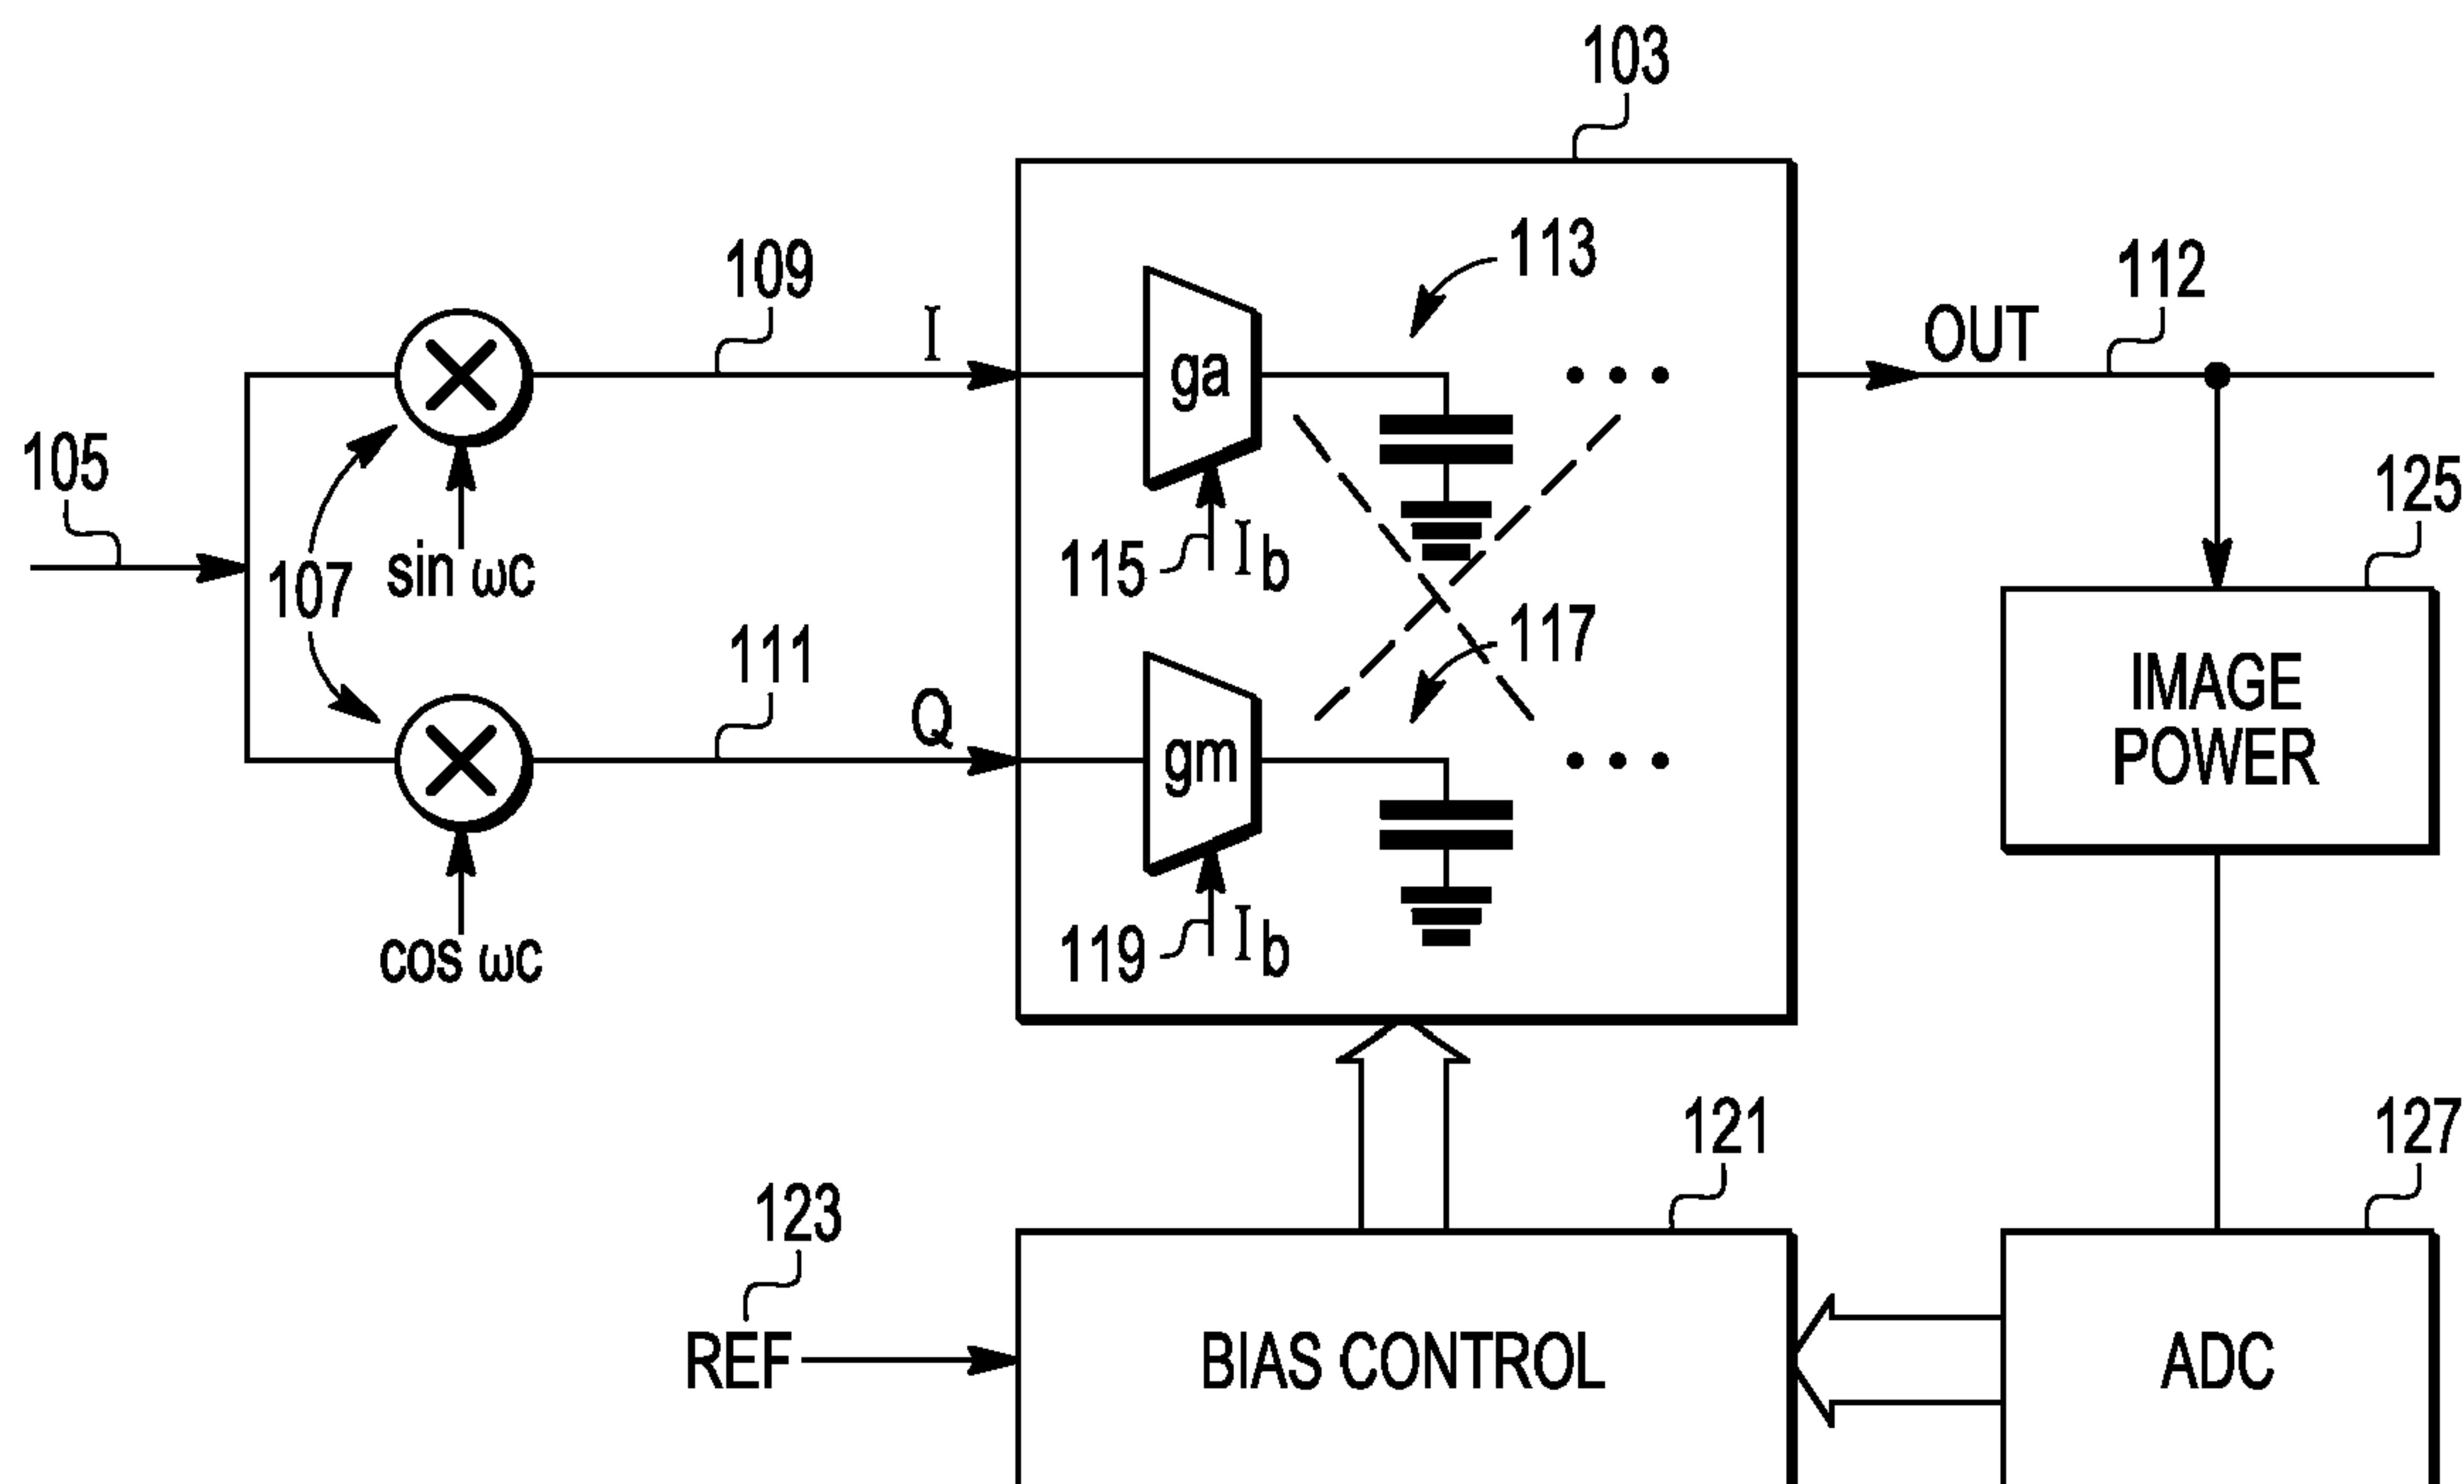 103
113
109
112
I
OUT
ga
105
125
sin ωc
107
115
Ib
117
111
IMAGE
POWER
Q
gm
119
Ib
cos ωc
121
127
123
REF
BIAS CONTROL
ADC